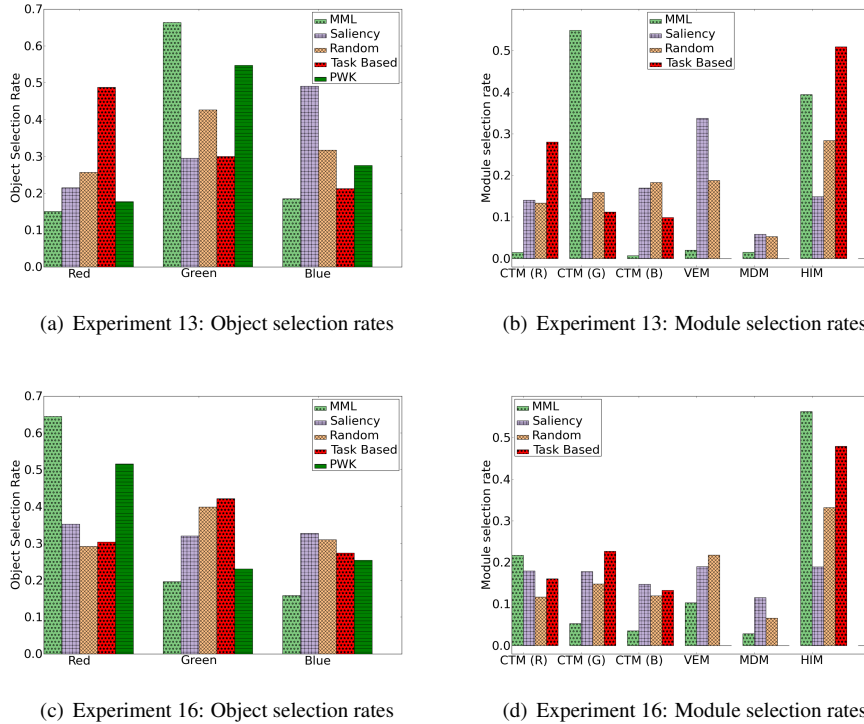 0.7
0.6
0.5
0.4
0.3
0.2
0.1
0.0
Object Selection Rate
MML
Saliency
Random
Task Based
PWK
Red
Green
Blue
(a) Experiment 13: Object selection rates
0.5
0.4
0.3
0.2
0.1
0.0
Module selection rate
MML
Saliency
Random
Task Based
CTM (R)
CTM (G)
CTM (B)
VEM
MDM
HIM
(b) Experiment 13: Module selection rates
0.7
0.6
0.5
0.4
0.3
0.2
0.1
0.0
Object Selection Rate
MML
Saliency
Random
Task Based
PWK
Red
Green
Blue
(c) Experiment 16: Object selection rates
0.5
0.4
0.3
0.2
0.1
0.0
Module selection rate
MML
Saliency
Random
Task Based
CTM (R)
CTM (G)
CTM (B)
VEM
MDM
HIM
(d) Experiment 16: Module selection rates